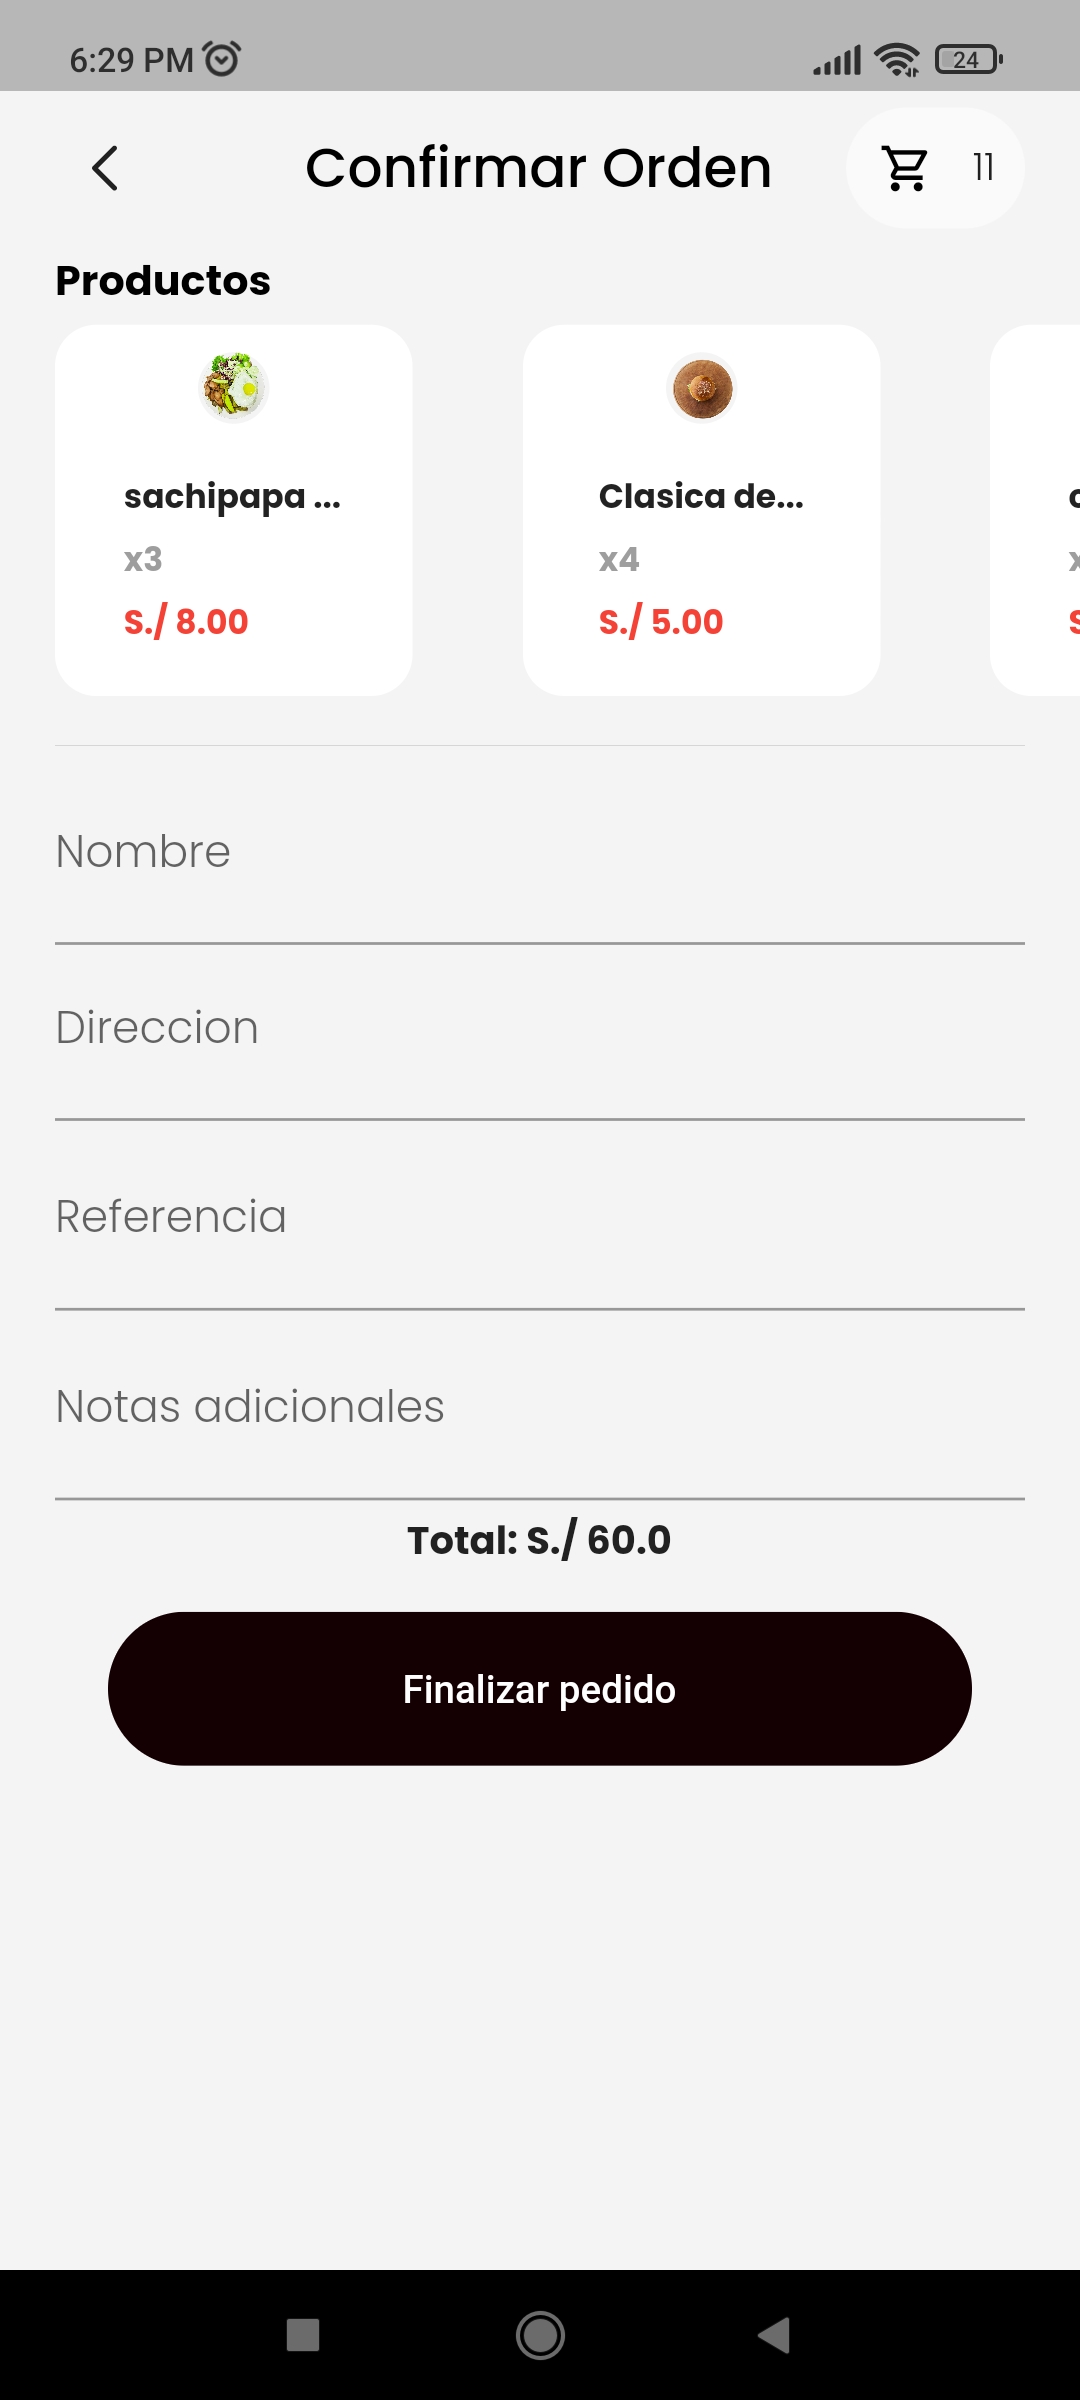 6:29 PM
24
Confirmar Orden
11
Productos
sachipapa ...
x3
S./ 8.00
Clasica de...
x4
S./ 5.00
Nombre
Direccion
Referencia
Notas adicionales
Total: S./ 60.0
Finalizar pedido